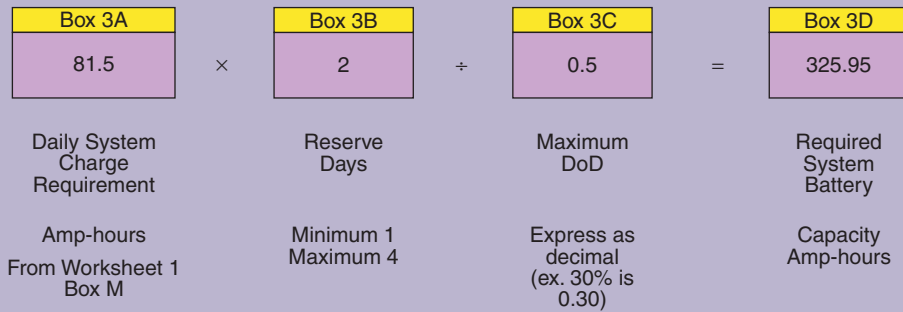 Box 3A
Box 3B
Box 3C
Box 3D
81.5 × 2 ÷ 0.5 = 325.95
Daily System
Charge
Requirement
Reserve
Days
Maximum
DoD
Required
System
Battery
Amp-hours
From Worksheet 1
Box M
Minimum 1
Maximum 4
Express as
decimal
(ex. 30% is
0.30)
Capacity
Amp-hours